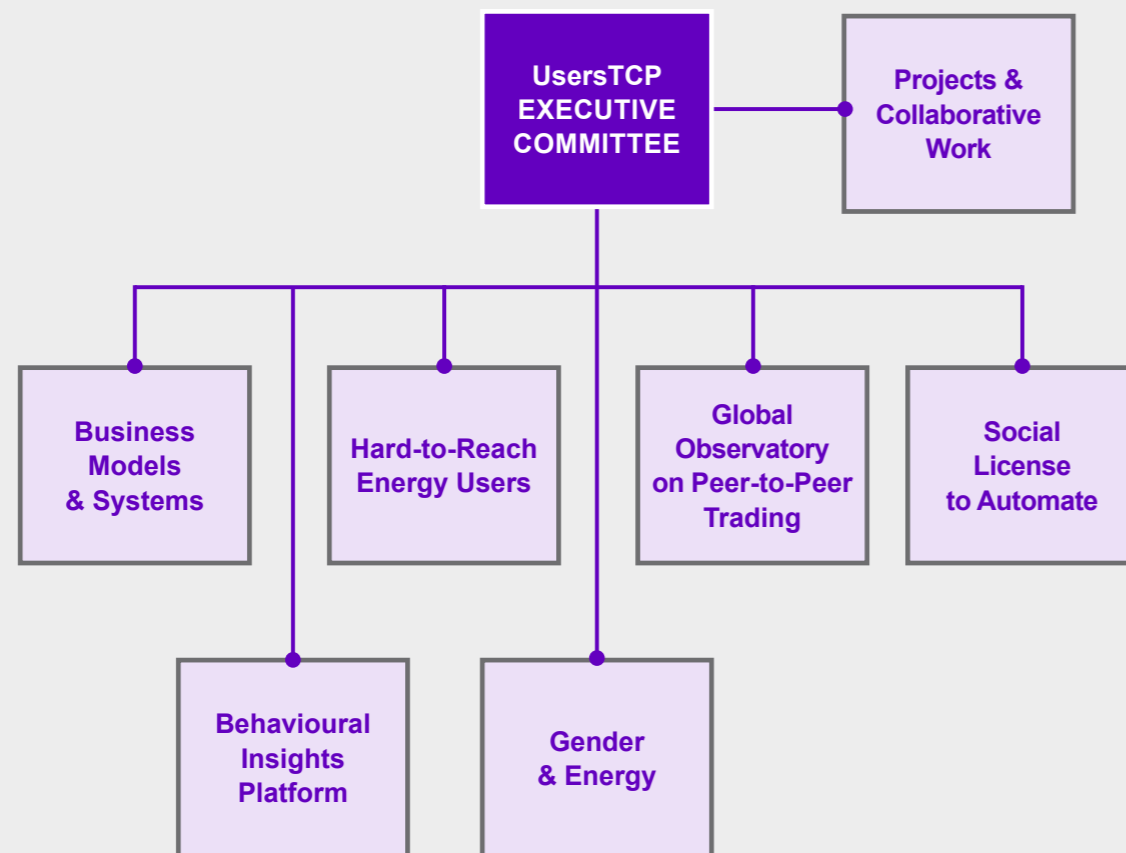 UsersTCP
EXECUTIVE
COMMITTEE
Projects &
Collaborative
Work
Business
Models
& Systems
Hard-to-Reach
Energy Users
Global
Observatory
on Peer-to-Peer
Trading
Social
License
to Automate
Behavioural
Insights
Platform
Gender
& Energy